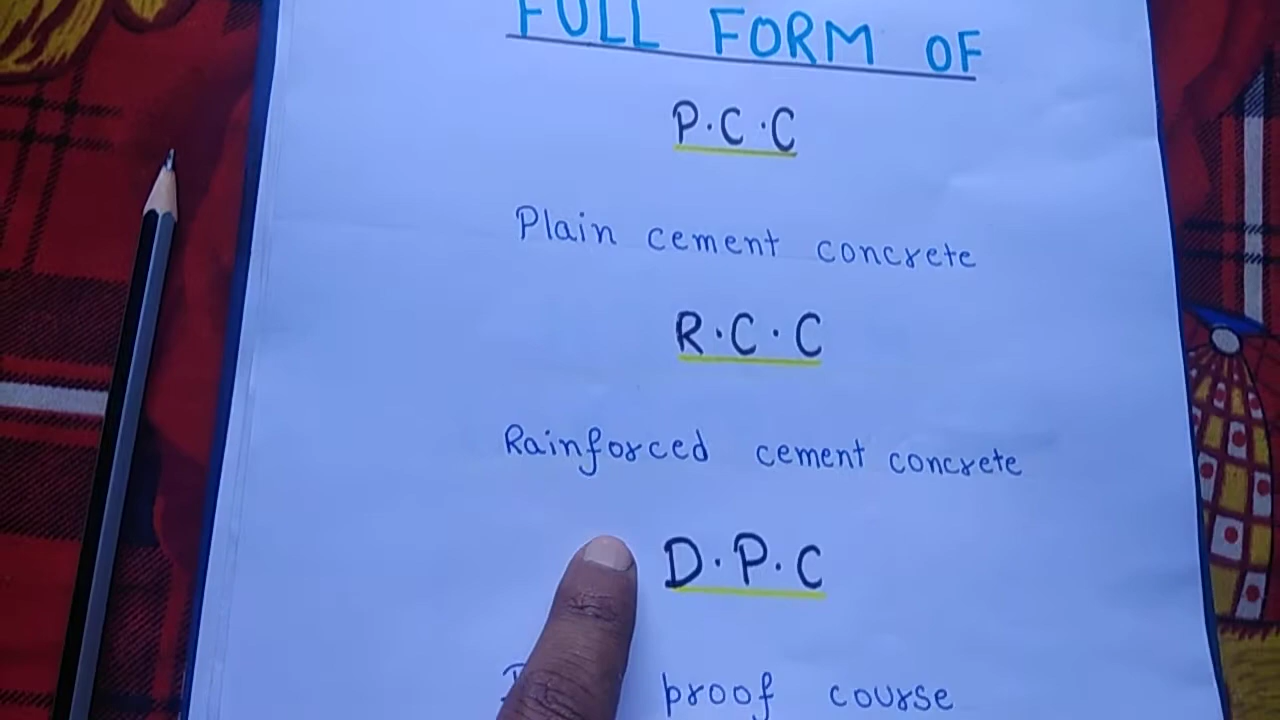 FULL FORM OF
P.C.C
Plain cement concrete
R.C.C
Rainforced cement concrete
D.P.C
proof course